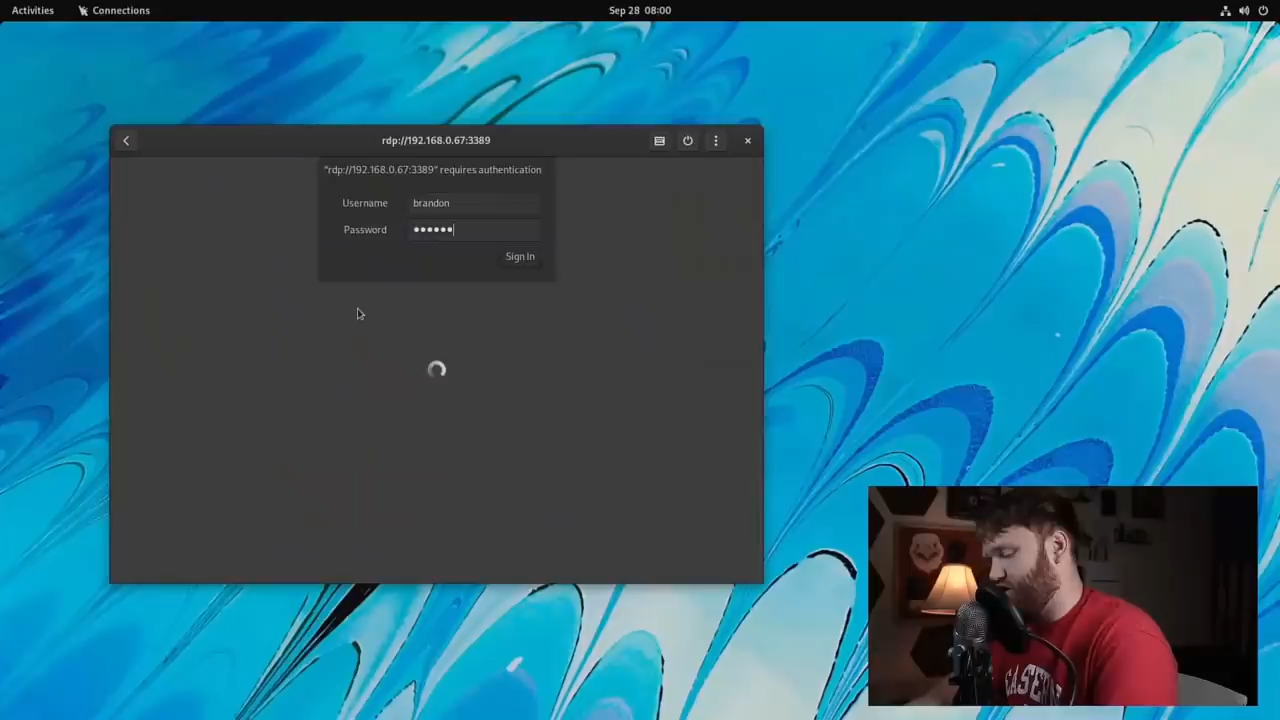 Activities
Connections
Sep 28 08:00
rdp://192.168.0.67:3389
"rdp://192.168.0.67:3389" requires authentication
Username
brandon
Password
••••••
Sign In